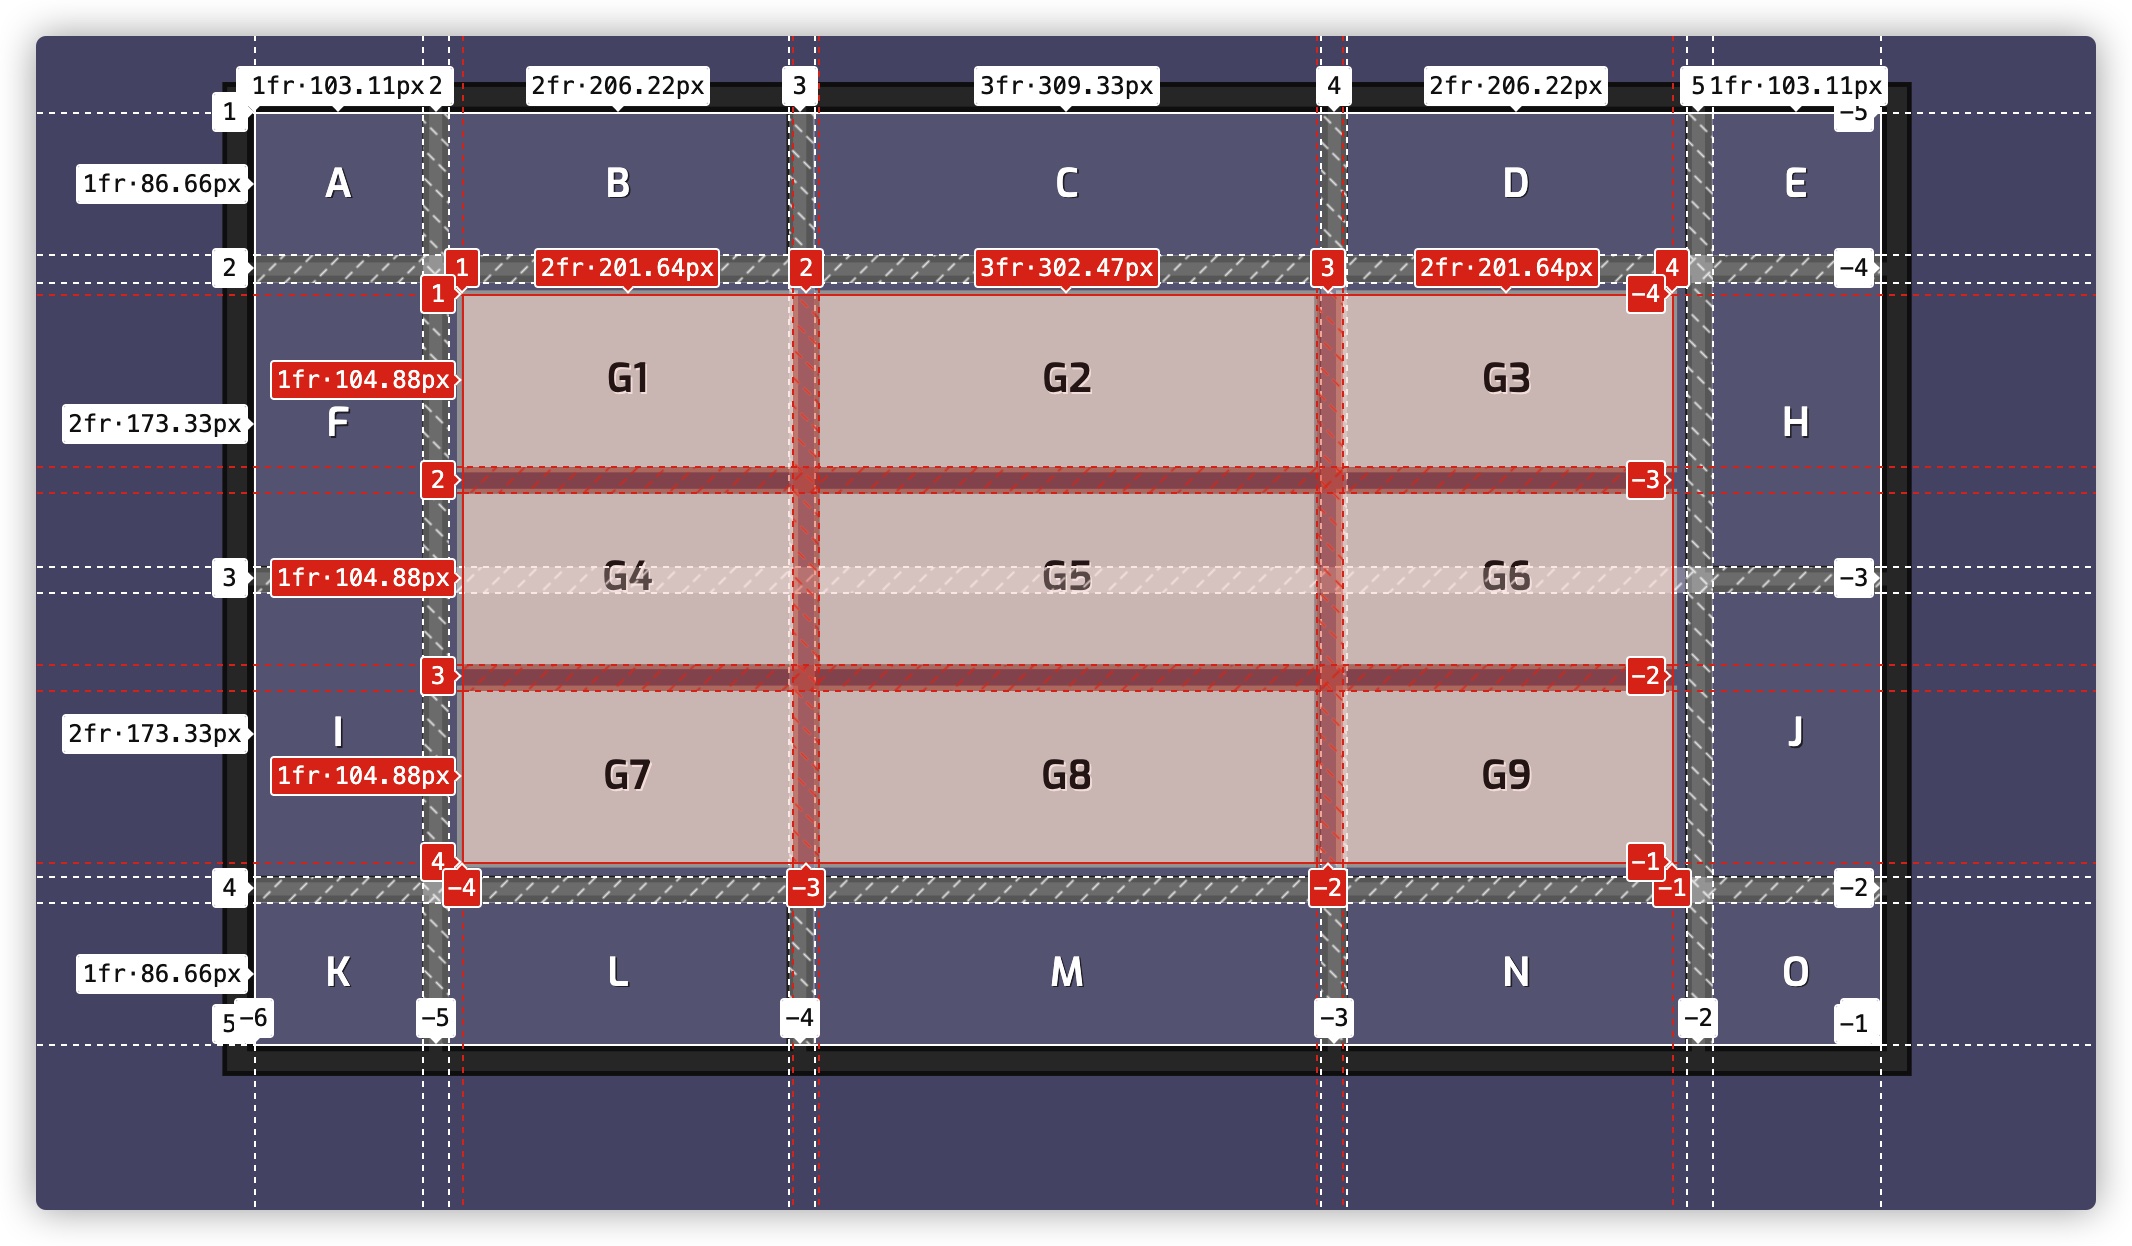 1fr·103.11px 2 2fr·206.22px 3 3fr·309.33px 4 2fr·206.22px 5 1fr·103.11px
1 −5
1fr·86.66px A B C D E
2 1 2fr·201.64px 2 3fr·302.47px 3 2fr·201.64px 4 −4
1 −4
1fr·104.88px G1 G2 G3
2fr·173.33px F H
2 −3
3 1fr·104.88px G4 G5 G6 −3
3 −2
2fr·173.33px I J
1fr·104.88px G7 G8 G9
4 −1
4 −4 −3 −2 −1 −2
1fr·86.66px K L M N O
5 −6 −5 −4 −3 −2 −1